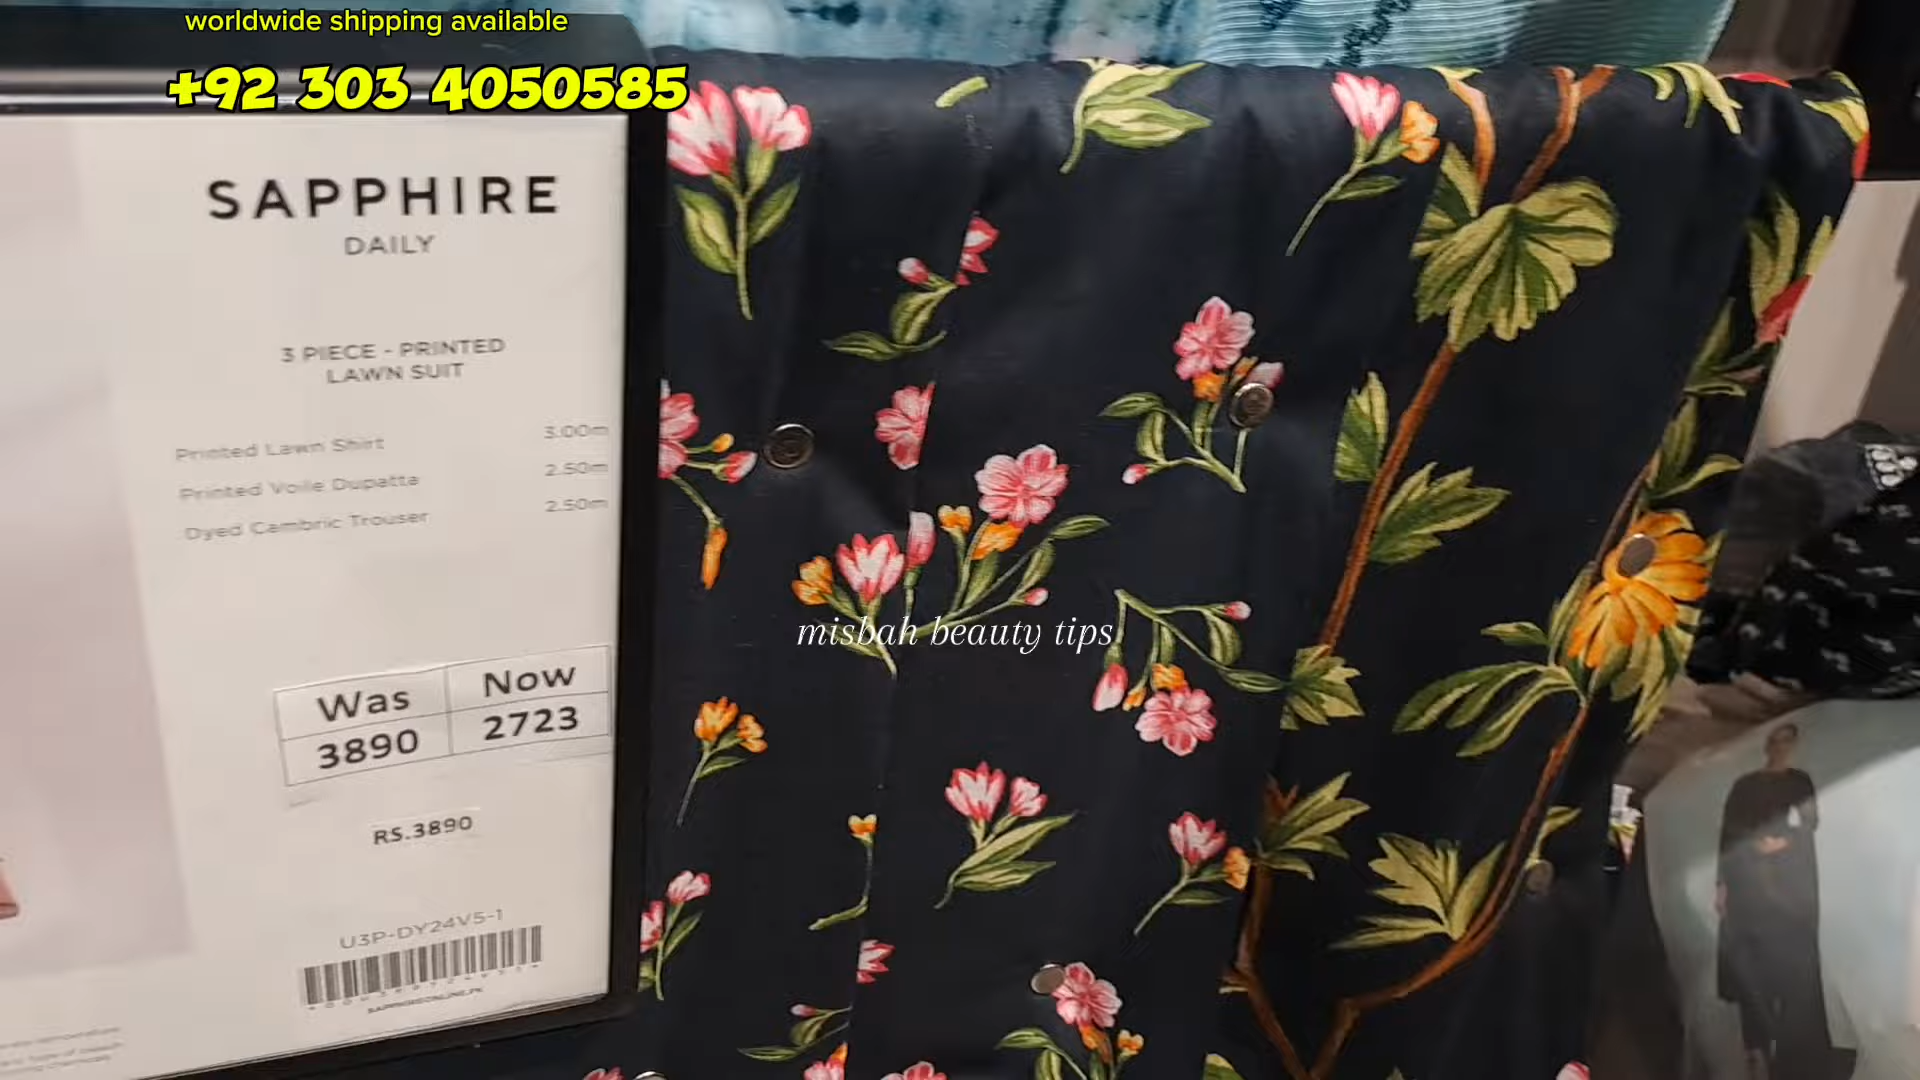 worldwide shipping available
+92 303 4050585
SAPPHIRE
DAILY
3 PIECE - PRINTED
LAWN SUIT
Printed Lawn Shirt 3.00m
Printed Voile Dupatta 2.50m
Dyed Cambric Trouser 2.50m
misbah beauty tips
Was Now
3890 2723
RS.3890
U3P-DY24V5-1
SAPPHIREONLINE.PK